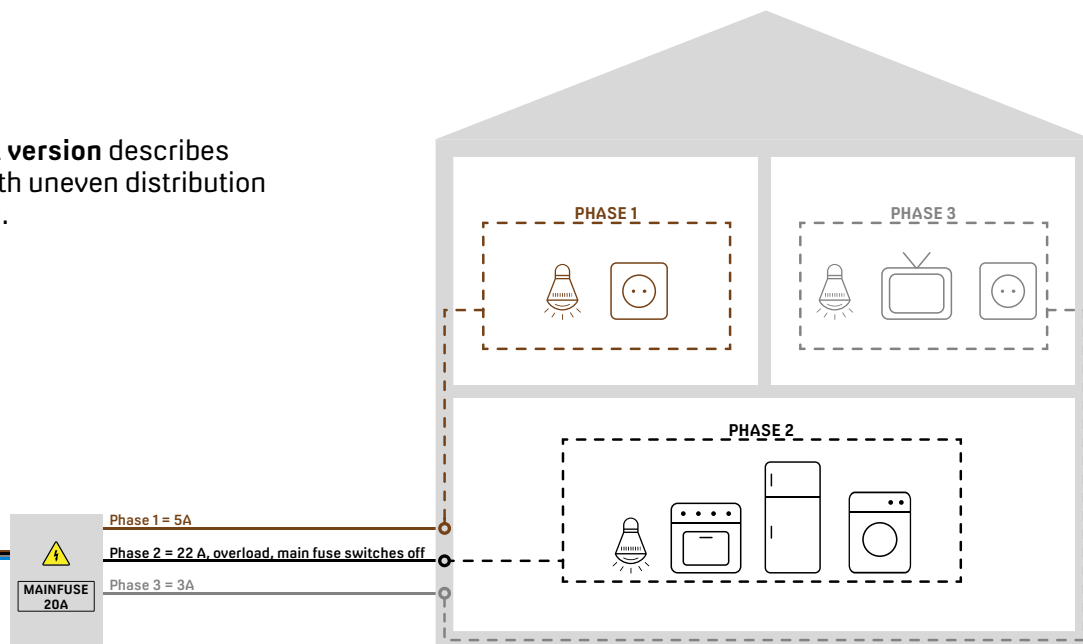 version describes
th uneven distribution
.
PHASE 1
PHASE 3
PHASE 2
Phase 1 = 5A
Phase 2 = 22 A, overload, main fuse switches off
Phase 3 = 3A
MAINFUSE
20A